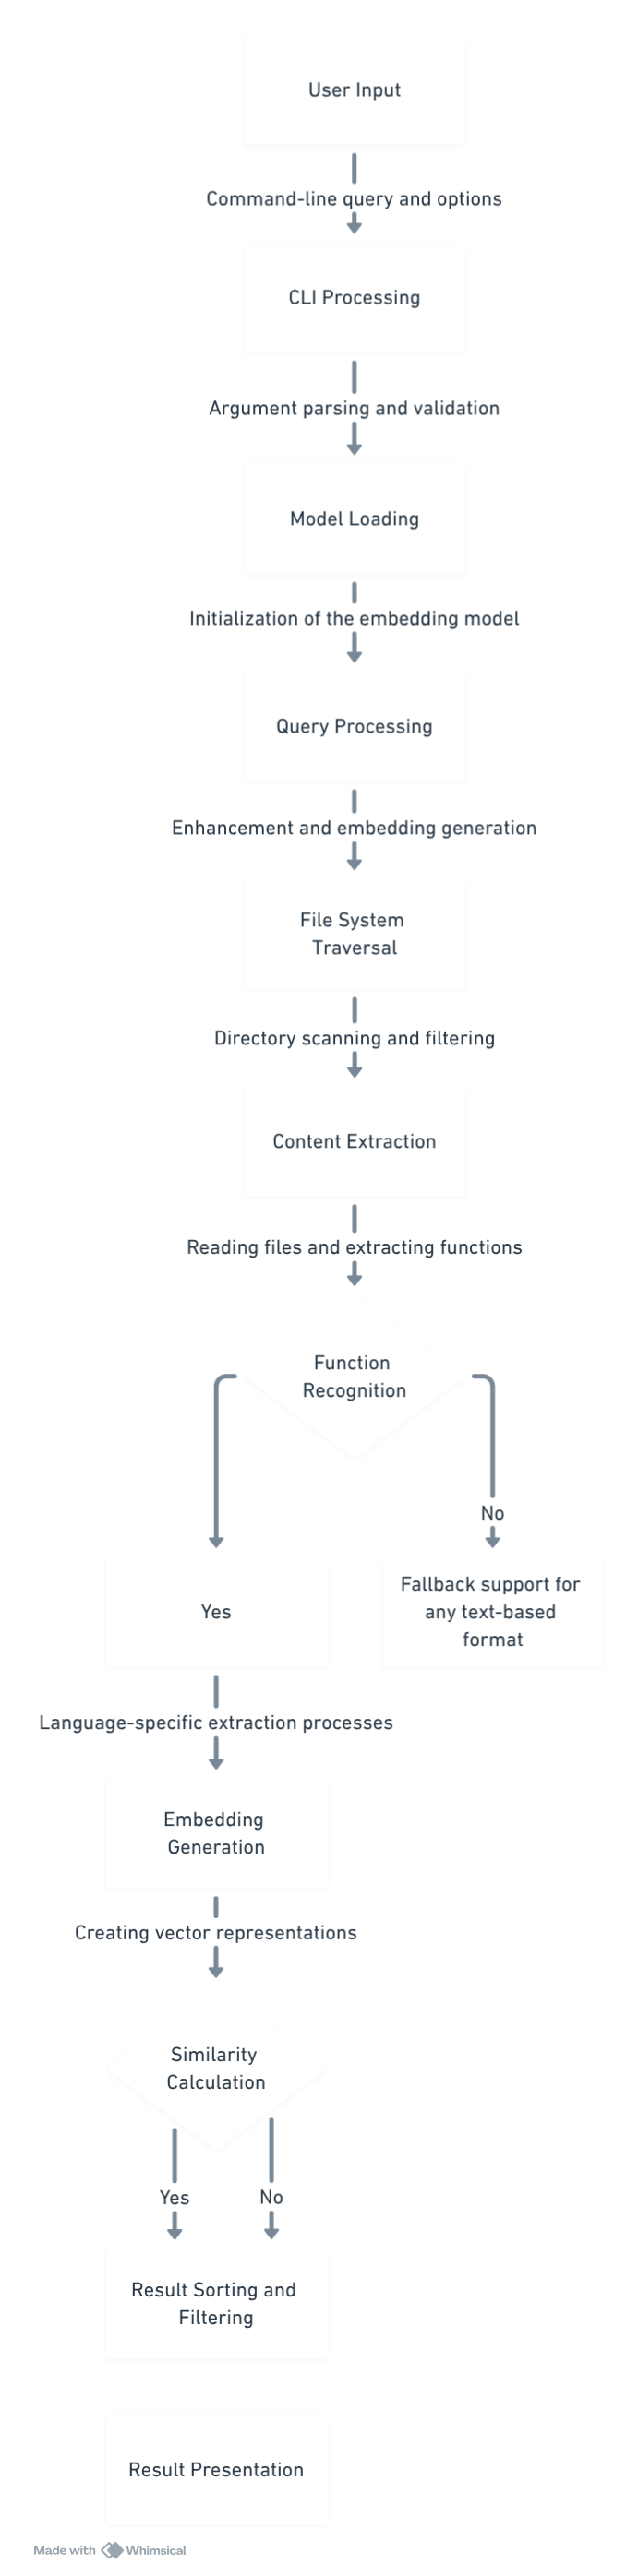 User Input
Command-line query and options
CLI Processing
Argument parsing and validation
Model Loading
Initialization of the embedding model
Query Processing
Enhancement and embedding generation
File System
Traversal
Directory scanning and filtering
Content Extraction
Reading files and extracting functions
Function
Recognition
No
Yes
Fallback support for
any text-based
format
Language-specific extraction processes
Embedding
Generation
Creating vector representations
Similarity
Calculation
Yes
No
Result Sorting and
Filtering
Result Presentation
Made with Whimsical